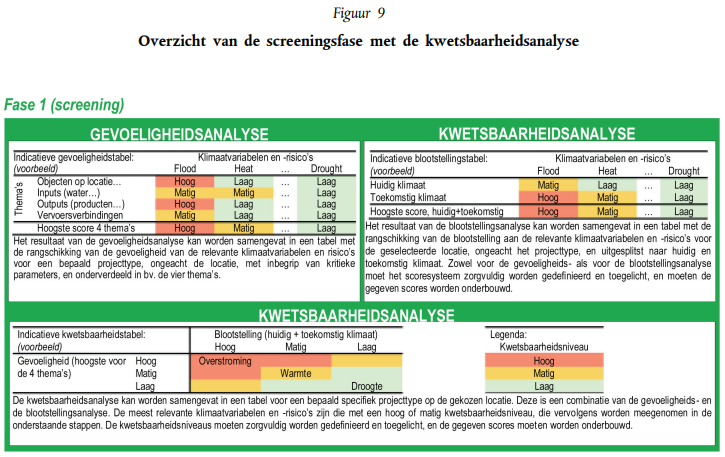 Figuur 9
Overzicht van de screeningsfase met de kwetsbaarheidsanalyse
Fase 1 (screening)
GEVOELIGHEIDSANALYSE
Indicatieve gevoeligheidstabel: Klimaatvariabelen en -risico's
(voorbeeld) Flood Heat ... Drought
Thema's
Objecten op locatie... Hoog Laag ... Laag
Inputs (water...) Matig Matig ... Laag
Outputs (producten...) Hoog Laag ... Laag
Vervoersverbindingen Matig Laag ... Laag
Hoogste score 4 thema's Hoog Matig ... Laag
Het resultaat van de gevoeligheidsanalyse kan worden samengevat in een tabel met
de rangschikking van de gevoeligheid van de relevante klimaatvariabelen en risico's
voor een bepaald projecttype, ongeacht de locatie, met inbegrip van kritieke
parameters, en onderverdeeld in bv. de vier thema's.
KWETSBAARHEIDSANALYSE
Indicatieve blootstellingstabel: Klimaatvariabelen en -risico's
(voorbeeld) Flood Heat ... Drought
Huidig klimaat Matig Laag ... Laag
Toekomstig klimaat Hoog Matig ... Laag
Hoogste score, huidig+toekomstig Hoog Matig ... Laag
Het resultaat van de blootstellingsanalyse kan worden samengevat in een tabel met de
rangschikking van de blootstelling aan de relevante klimaatvariabelen en -risico's voor
de geselecteerde locatie, ongeacht het projecttype, en uitgesplitst naar huidig en
toekomstig klimaat. Zowel voor de gevoeligheids- als voor de blootstellingsanalyse
moet het scoresysteem zorgvuldig worden gedefinieerd en toegelicht, en moeten de
gegeven scores worden onderbouwd.
KWETSBAARHEIDSANALYSE
Indicatieve kwetsbaarheidstabel: Blootstelling (huidig + toekomstig klimaat) Legenda:
(voorbeeld) Hoog Matig Laag Kwetsbaarheidsniveau
Gevoeligheid (hoogste voor Hoog Overstroming Hoog
de 4 thema's) Matig Warmte Matig
Laag Droogte Laag
De kwetsbaarheidsanalyse kan worden samengevat in een tabel voor een bepaald specifiek projecttype op de gekozen locatie. Deze is een combinatie van de gevoeligheids- en
de blootstellingsanalyse. De meest relevante klimaatvariabelen en -risico's zijn die met een hoog of matig kwetsbaarheidsniveau, die vervolgens worden meegenomen in de
onderstaande stappen. De kwetsbaarheidsniveaus moeten zorgvuldig worden gedefinieerd en toegelicht, en de gegeven scores moeten worden onderbouwd.